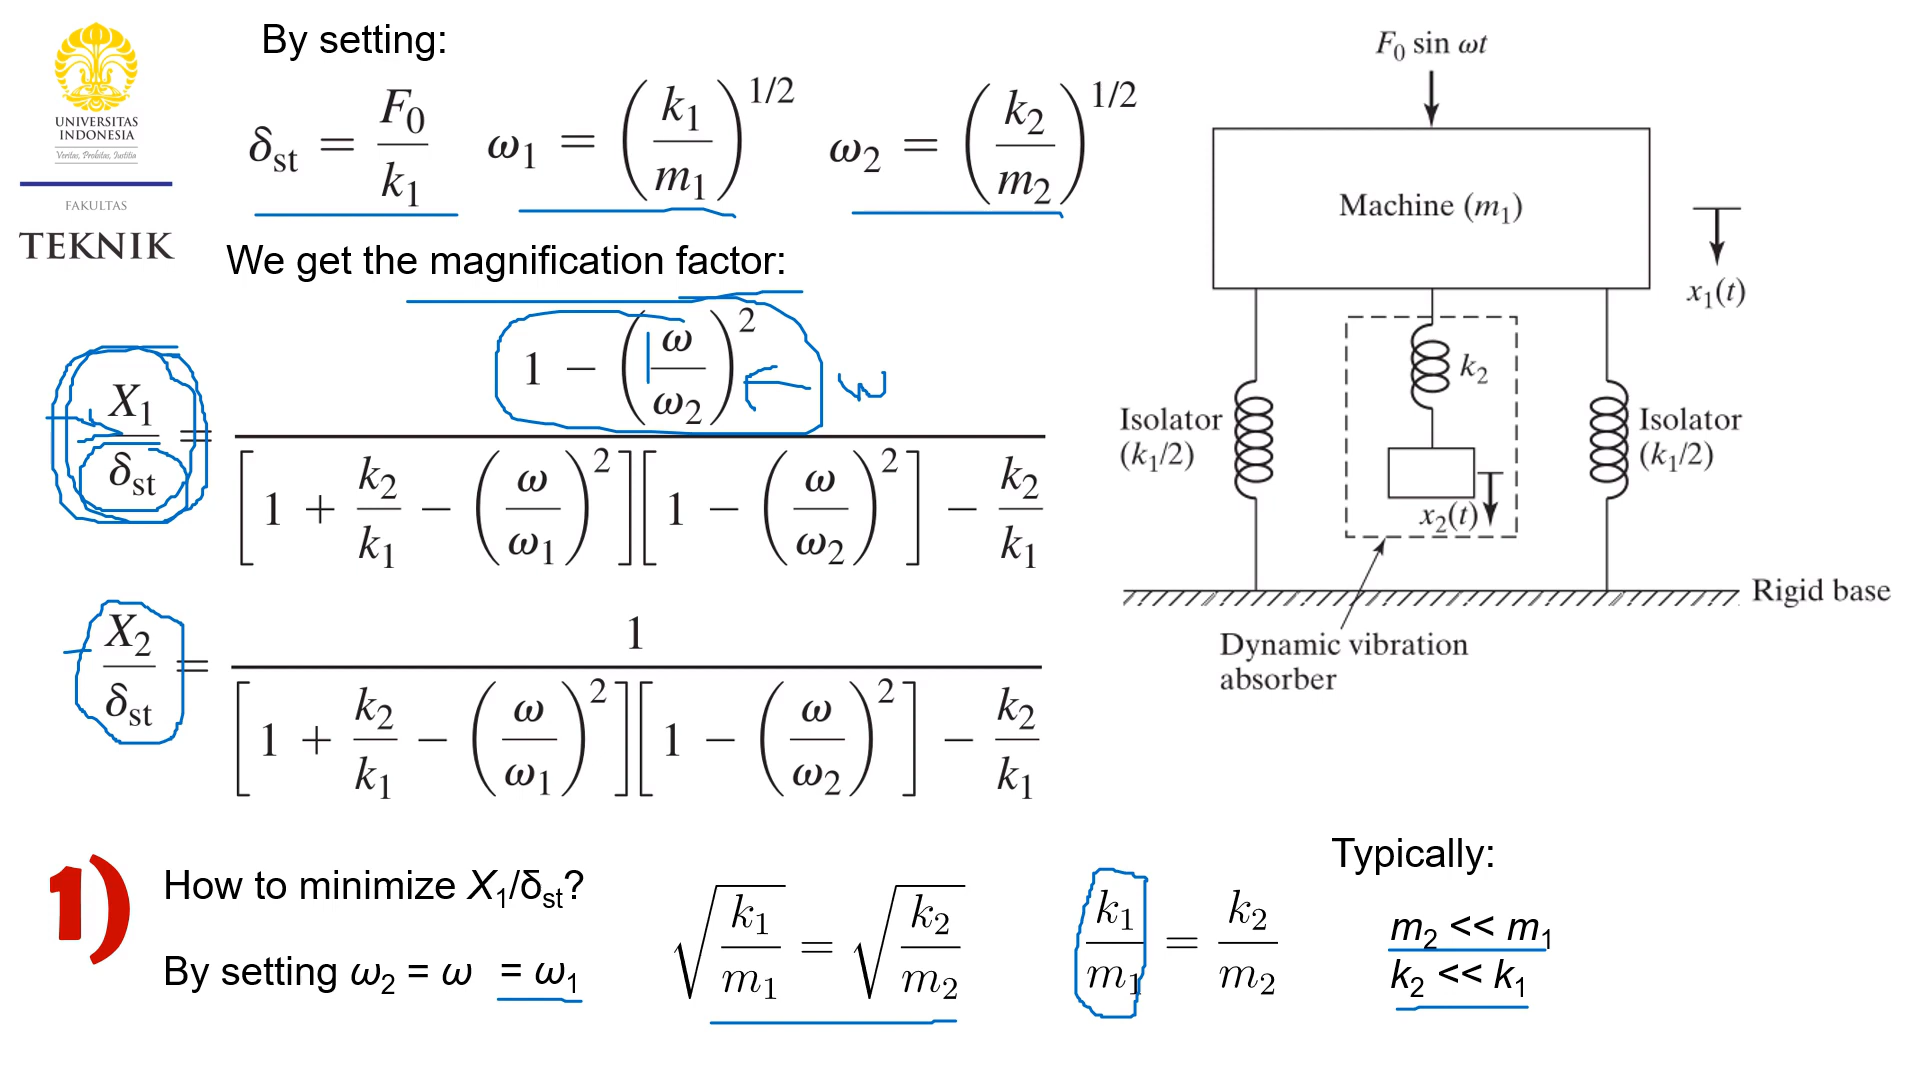 UNIVERSITAS
INDONESIA
Veritas, Probitas, Iustitia
FAKULTAS
TEKNIK
By setting:
δst = F0/k1   ω1 = (k1/m1)^1/2   ω2 = (k2/m2)^1/2
We get the magnification factor:
X1/δst = (1 − (ω/ω2)^2) / ([1 + k2/k1 − (ω/ω1)^2][1 − (ω/ω2)^2] − k2/k1)
ω
X2/δst = 1 / ([1 + k2/k1 − (ω/ω1)^2][1 − (ω/ω2)^2] − k2/k1)
F0 sin ωt
Machine (m1)
x1(t)
k2
Isolator
(k1/2)
Isolator
(k1/2)
x2(t)
Rigid base
Dynamic vibration
absorber
1)
How to minimize X1/δst?
By setting ω2 = ω = ω1
√(k1/m1) = √(k2/m2)
k1/m1 = k2/m2
Typically:
m2 << m1
k2 << k1